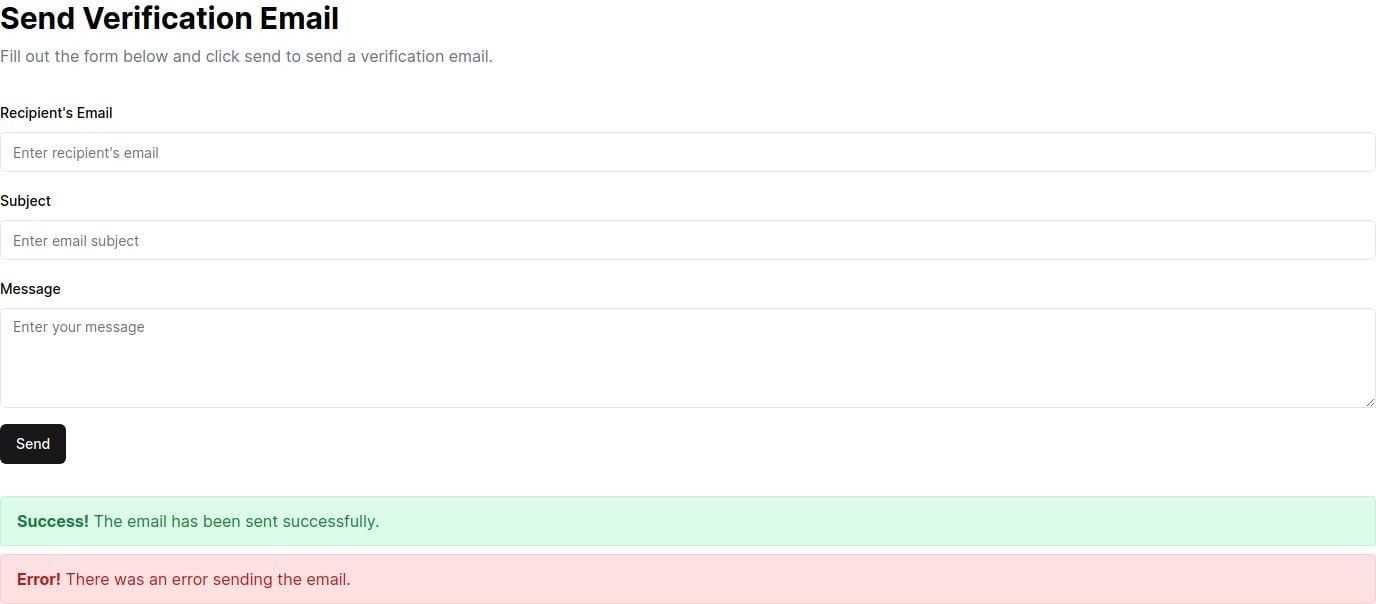 Send Verification Email
Fill out the form below and click send to send a verification email.
Recipient's Email
Enter recipient's email
Subject
Enter email subject
Message
Enter your message
Send
Success! The email has been sent successfully.
Error! There was an error sending the email.